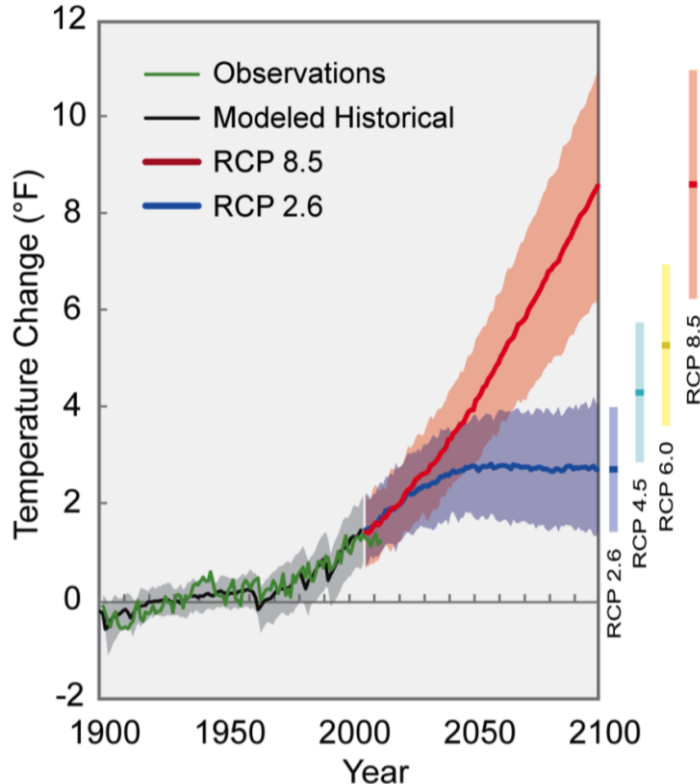 12
10
8
6
4
2
0
-2
Temperature Change (°F)
Observations
Modeled Historical
RCP 8.5
RCP 2.6
1900
1950
2000
2050
2100
Year
RCP 2.6
RCP 4.5
RCP 6.0
RCP 8.5